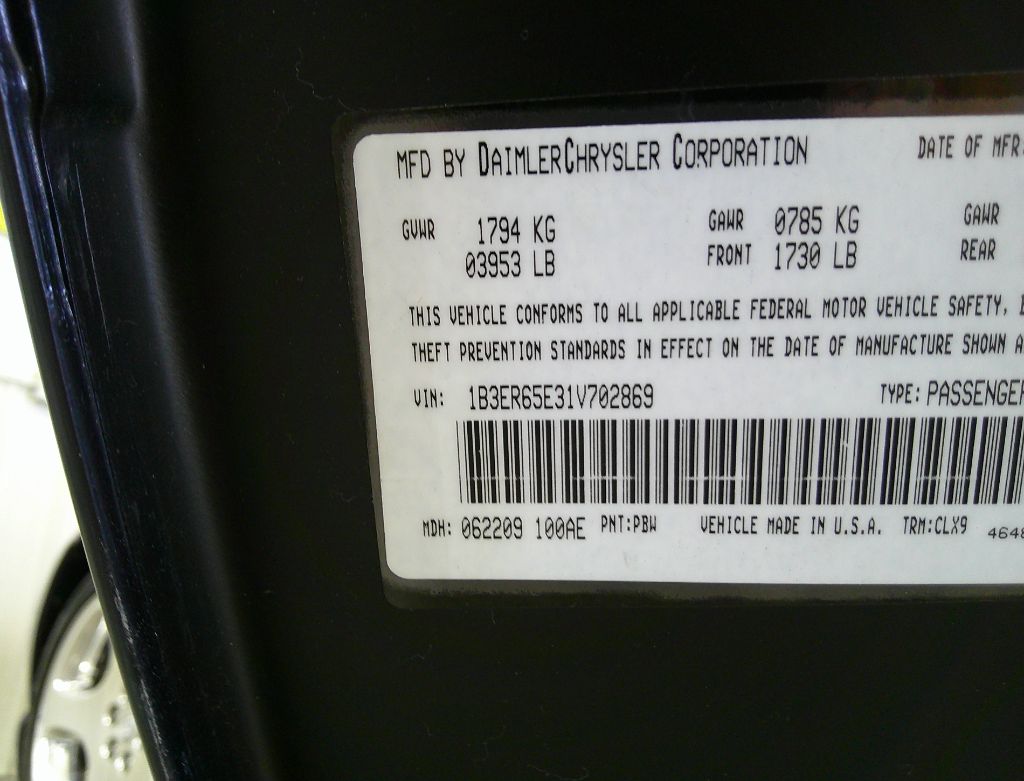 MFD BY DAIMLERCHRYSLER CORPORATION DATE OF MFR:
GVWR 1794 KG GAWR 0785 KG GAWR
03953 LB FRONT 1730 LB REAR
THIS VEHICLE CONFORMS TO ALL APPLICABLE FEDERAL MOTOR VEHICLE SAFETY,
THEFT PREVENTION STANDARDS IN EFFECT ON THE DATE OF MANUFACTURE SHOWN
VIN: 1B3ER65E31V702869 TYPE: PASSENGER
MDH: 062209 100AE PNT:PBW VEHICLE MADE IN U.S.A. TRM:CLX9 4648